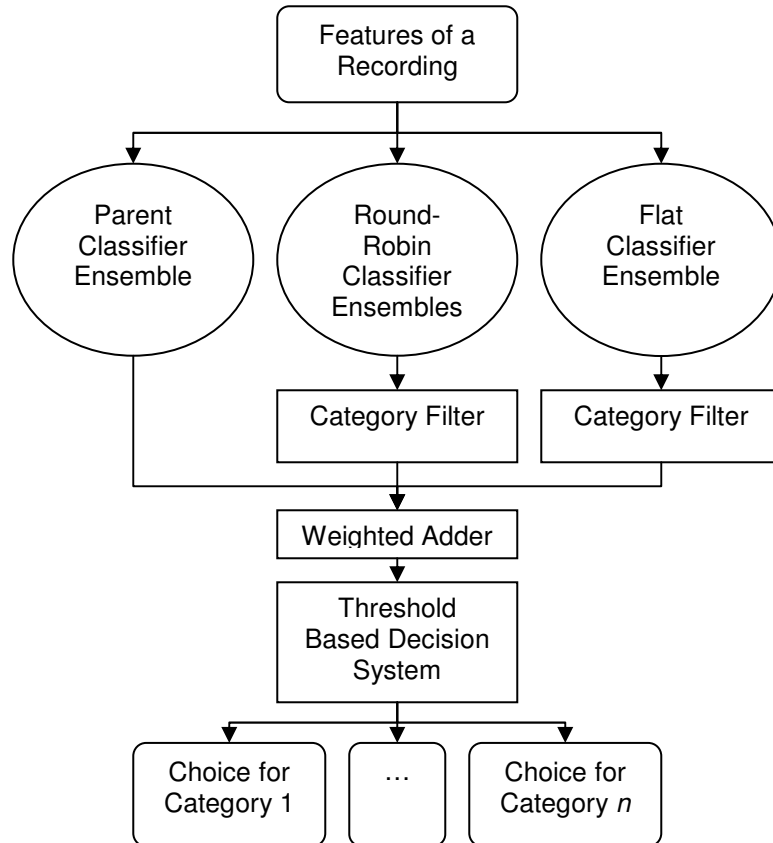 Features of a
Recording
Parent
Classifier
Ensemble
Round-
Robin
Classifier
Ensembles
Flat
Classifier
Ensemble
Category Filter
Category Filter
Weighted Adder
Threshold
Based Decision
System
Choice for
Category 1
…
Choice for
Category n